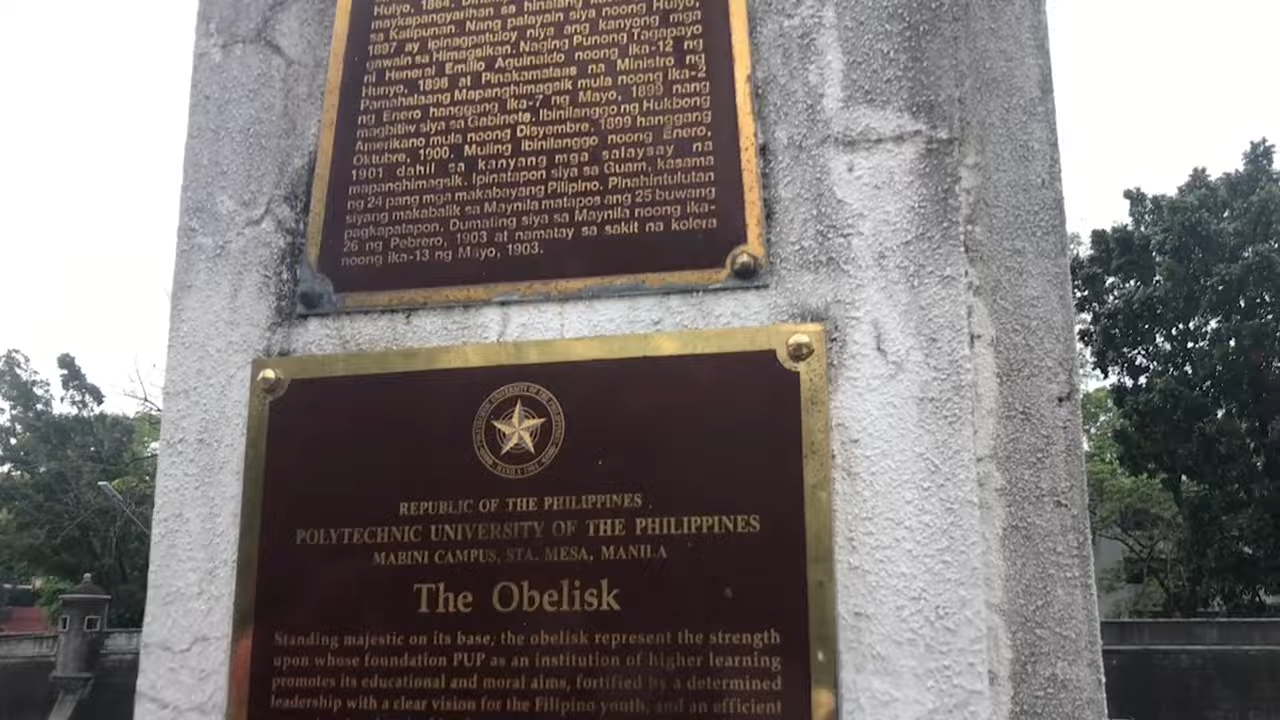 Hulyo, 1864.
maykapangyarihan sa hinalang
sa Katipunan. Nang palayain siya noong Hulyo,
1897 ay ipinagpatuloy niya ang kanyang mga
gawain sa Himagsikan. Naging Punong Tagapayo
ni Heneral Emilio Aguinaldo noong ika-12 ng
Hunyo, 1898 at Pinakamataas na Ministro ng
Pamahalaang Mapanghimagsik mula noong ika-2
ng Enero hanggang ika-7 ng Mayo, 1899 nang
magbitiw siya sa Gabinete. Ibinilanggo ng Hukbong
Amerikano mula noong Disyembre, 1899 hanggang
Oktubre, 1900. Muling Ibinilanggo noong Enero,
1901 dahil sa kanyang mga salaysay na
mapanghimagsik. Ipinatapon siya sa Guam, kasama
ng 24 pang mga makabayang Pilipino. Pinahintulutan
siyang makabalik sa Maynila matapos ang 25 buwang
pagkapatapon. Dumating siya sa Maynila noong ika-
26 ng Pebrero, 1903 at namatay sa sakit na kolera
noong ika-13 ng Mayo, 1903.
POLYTECHNIC UNIVERSITY OF THE PHILIPPINES
MANILA 1904
REPUBLIC OF THE PHILIPPINES
POLYTECHNIC UNIVERSITY OF THE PHILIPPINES
MABINI CAMPUS, STA. MESA, MANILA
The Obelisk
Standing majestic on its base, the obelisk represent the strength
upon whose foundation PUP as an institution of higher learning
promotes its educational and moral aims, fortified by a determined
leadership with a clear vision for the Filipino youth, and an efficient